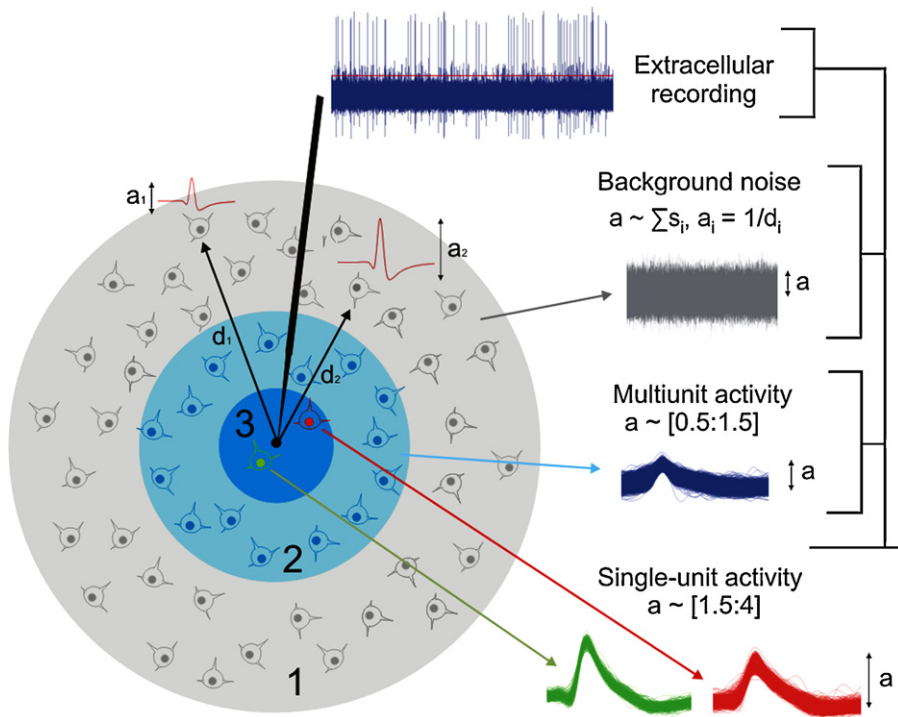 Extracellular
recording
Background noise
a ~ ∑sᵢ, aᵢ = 1/dᵢ
a
a₁
a₂
d₁
d₂
Multiunit activity
a ~ [0.5:1.5]
a
3
2
1
Single-unit activity
a ~ [1.5:4]
a